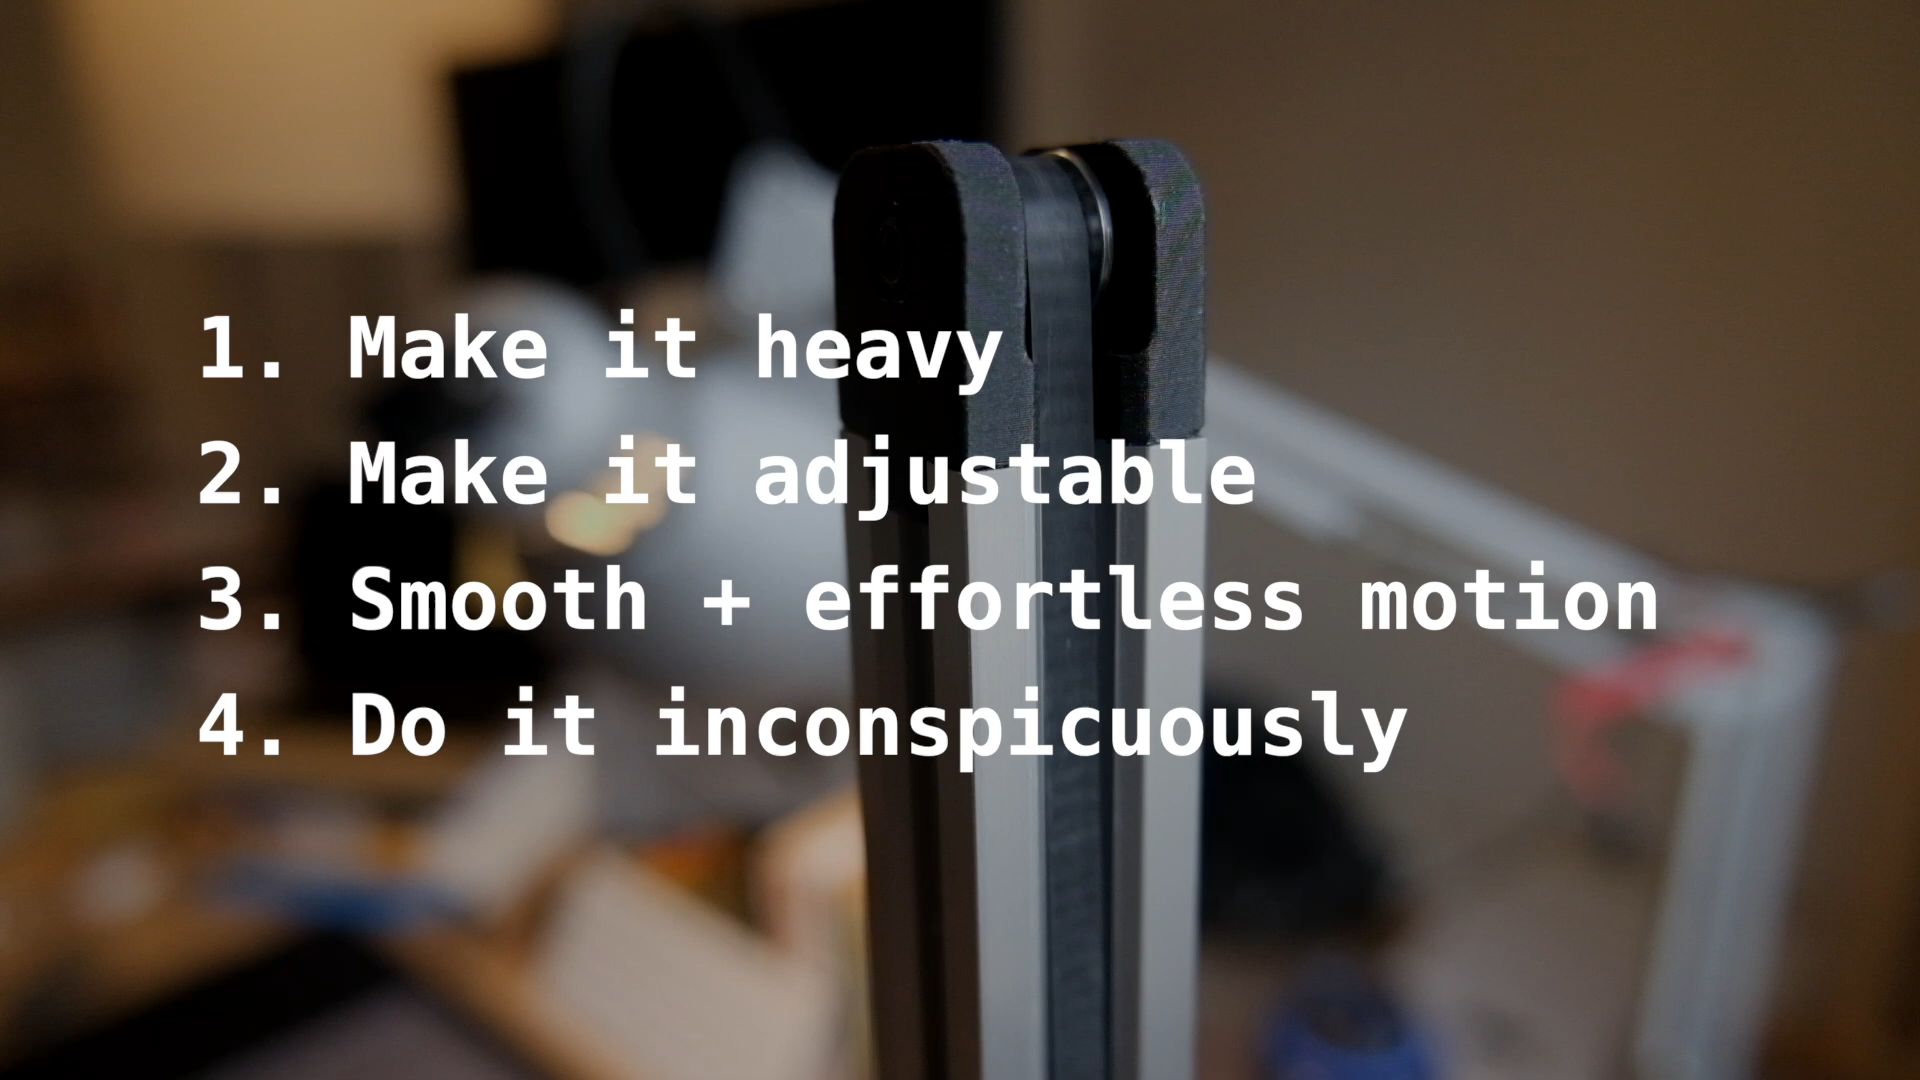 1. Make it heavy
2. Make it adjustable
3. Smooth + effortless motion
4. Do it inconspicuously